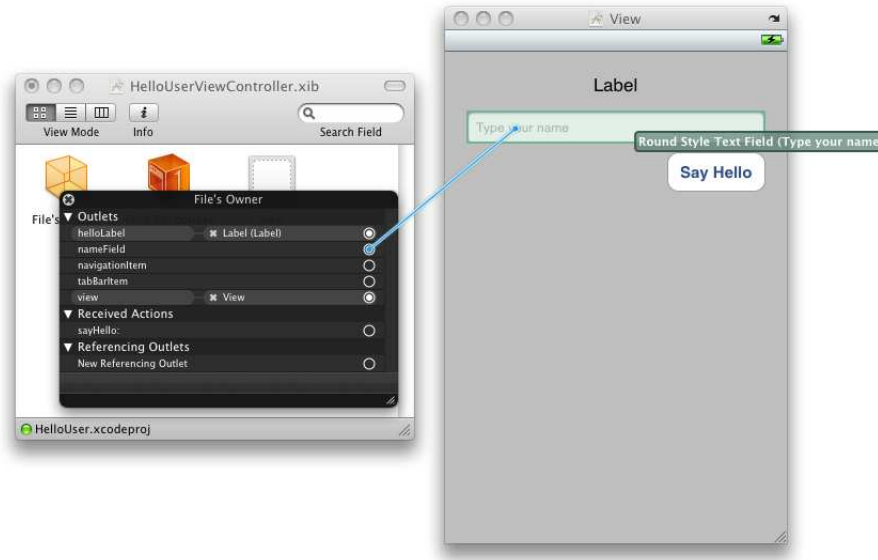 HelloUserViewController.xib
View Mode
Info
Search Field
File's
File's Owner
▼ Outlets
helloLabel
✖ Label (Label)
nameField
navigationItem
tabBarItem
view
✖ View
▼ Received Actions
sayHello:
▼ Referencing Outlets
New Referencing Outlet
HelloUser.xcodeproj
View
Label
Type your name
Round Style Text Field (Type your name
Say Hello